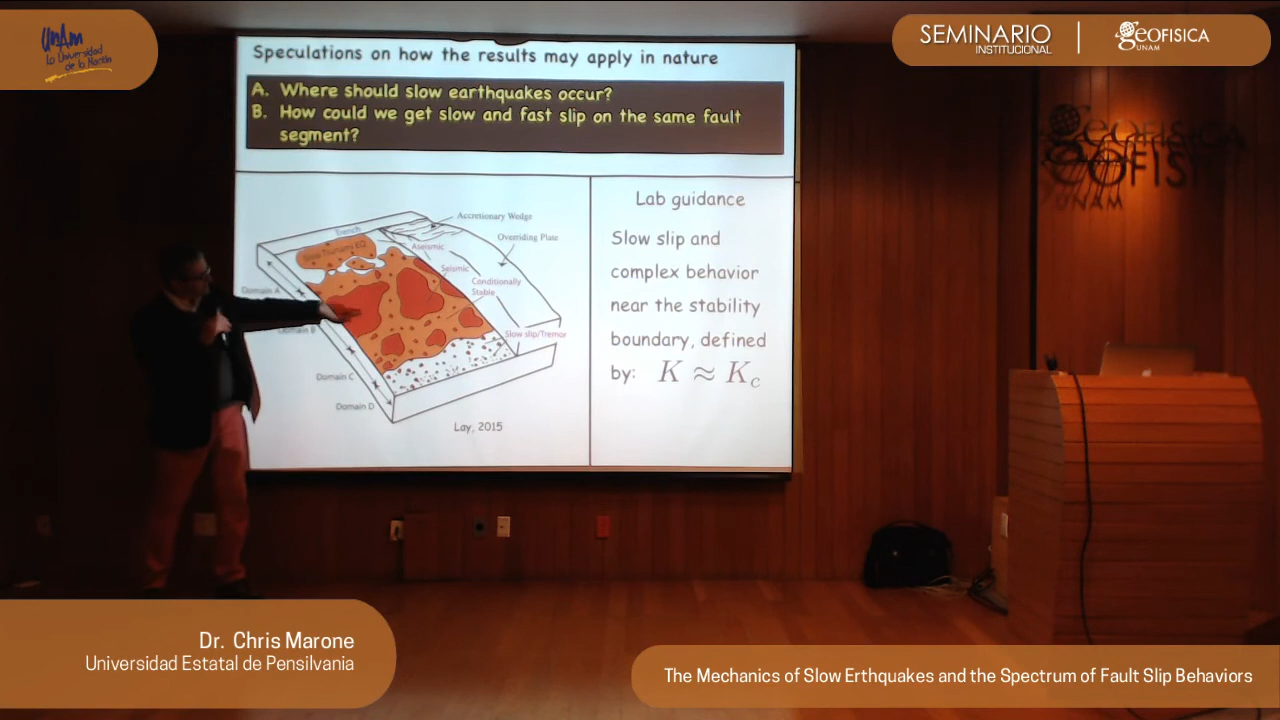 UNAM
La Universidad
de la Nación
SEMINARIO
INSTITUCIONAL
GEOFISICA
UNAM
Speculations on how the results may apply in nature
A. Where should slow earthquakes occur?
B. How could we get slow and fast slip on the same fault
segment?
Trench
Accretionary Wedge
Overriding Plate
Aseismic
Seismic
Conditionally
Stable
Slow slip/Tremor
Domain A
Domain B
Domain C
Domain D
Lay, 2015
Lab guidance
Slow slip and
complex behavior
near the stability
boundary, defined
by: K ≈ Kc
Geofisica
GEOFISI
UNAM
Dr. Chris Marone
Universidad Estatal de Pensilvania
The Mechanics of Slow Erthquakes and the Spectrum of Fault Slip Behaviors